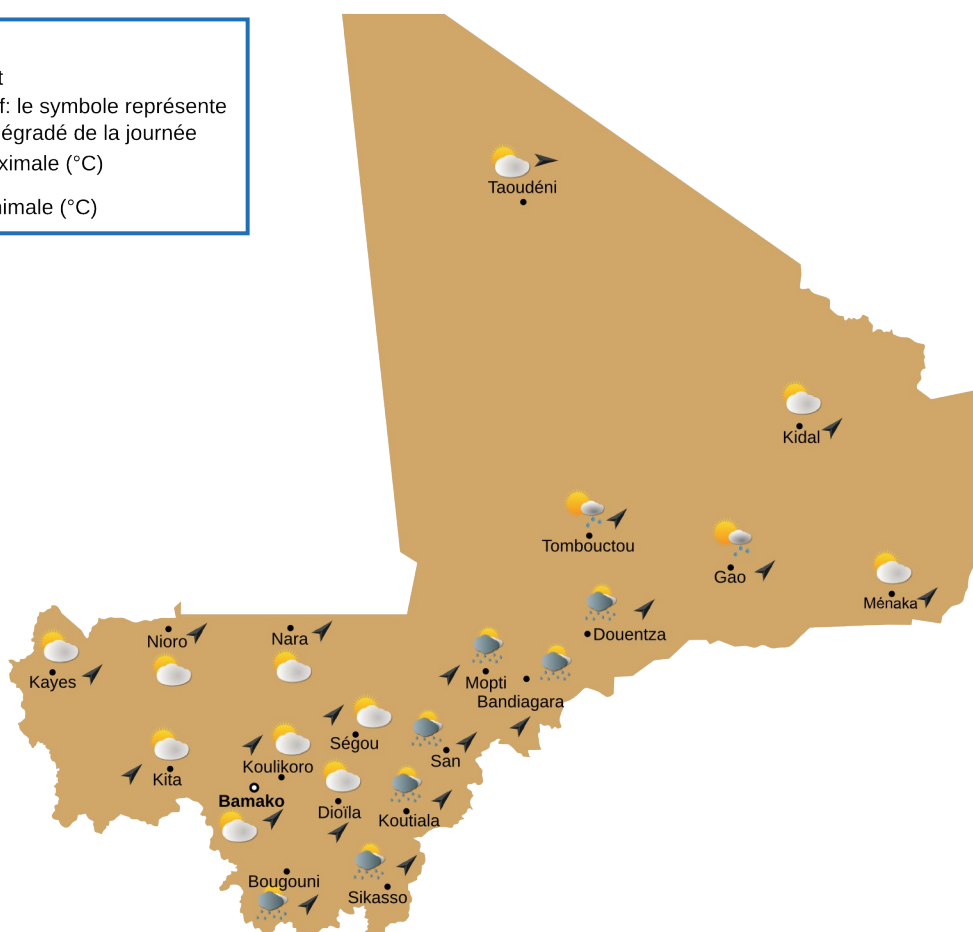 t
f: le symbole représente
égradé de la journée
ximale (°C)
imale (°C)
Taoudéni
Kidal
Tombouctou
Gao
Ménaka
Douentza
Nioro
Nara
Kayes
Mopti
Bandiagara
Ségou
San
Koulikoro
Kita
Bamako
Dioïla
Koutiala
Bougouni
Sikasso